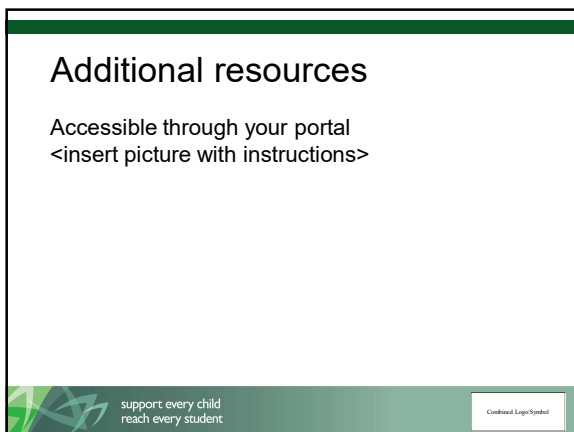 Additional resources
Accessible through your portal
<insert picture with instructions>
support every child
reach every student
Combined Logo/Symbol